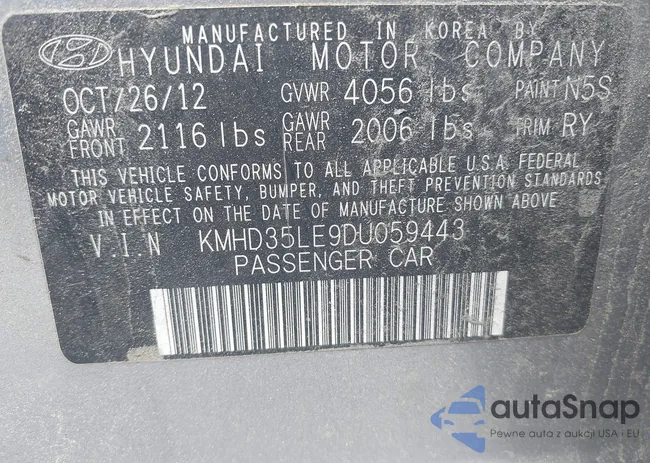 MANUFACTURED IN KOREA BY
HYUNDAI MOTOR COMPANY
OCT/26/12 GVWR 4056 lbs PAINT N5S
GAWR FRONT 2116 lbs GAWR REAR 2006 lbs TRIM RY
THIS VEHICLE CONFORMS TO ALL APPLICABLE U.S.A. FEDERAL
MOTOR VEHICLE SAFETY, BUMPER, AND THEFT PREVENTION STANDARDS
IN EFFECT ON THE DATE OF MANUFACTURE SHOWN ABOVE.
V.I.N KMHD35LE9DU059443
PASSENGER CAR
autaSnap
Pewne auta z aukcji USA i EU